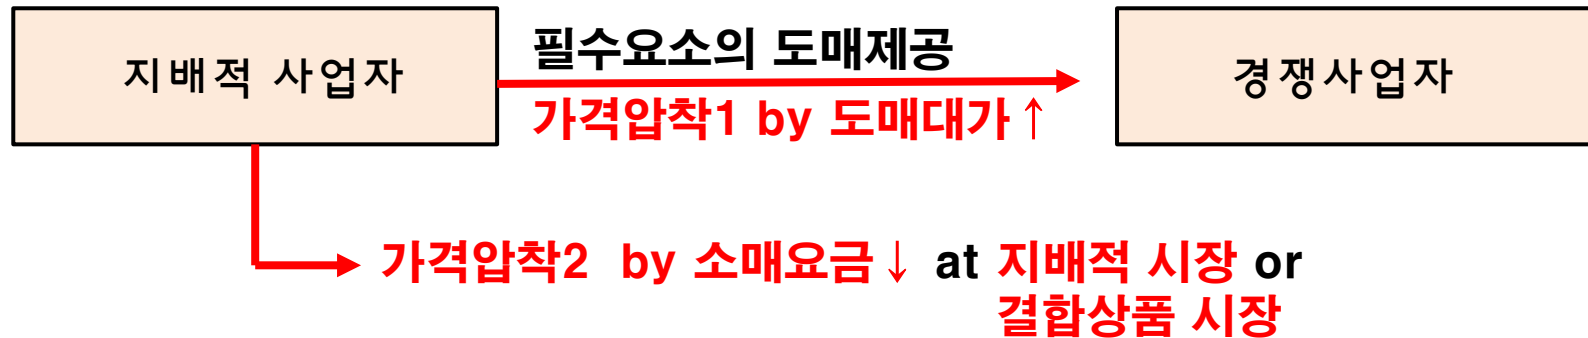 지배적 사업자
필수요소의 도매제공
가격압착1 by 도매대가↑
경쟁사업자
가격압착2 by 소매요금↓ at 지배적 시장 or
결합상품 시장